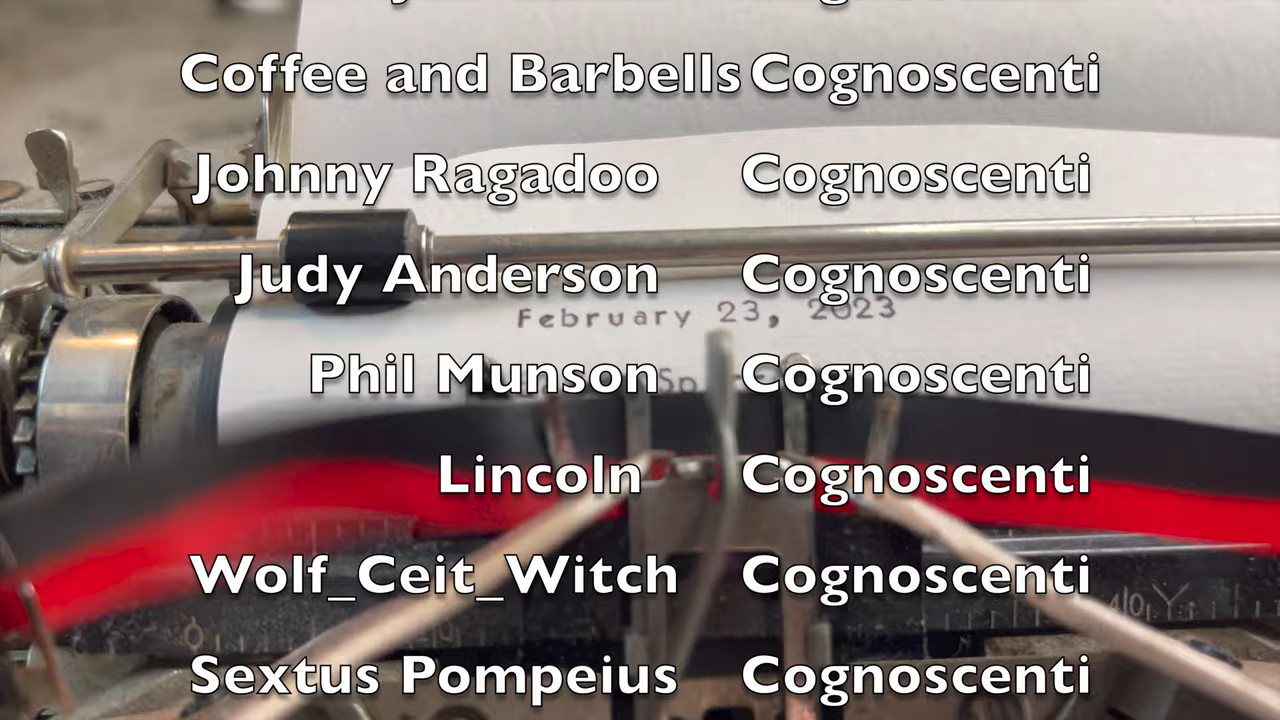 Coffee and Barbells Cognoscenti
Johnny Ragadoo Cognoscenti
Judy Anderson Cognoscenti
February 23, 2023
Phil Munson Cognoscenti
Lincoln Cognoscenti
Wolf_Ceit_Witch Cognoscenti
40
Sextus Pompeius Cognoscenti